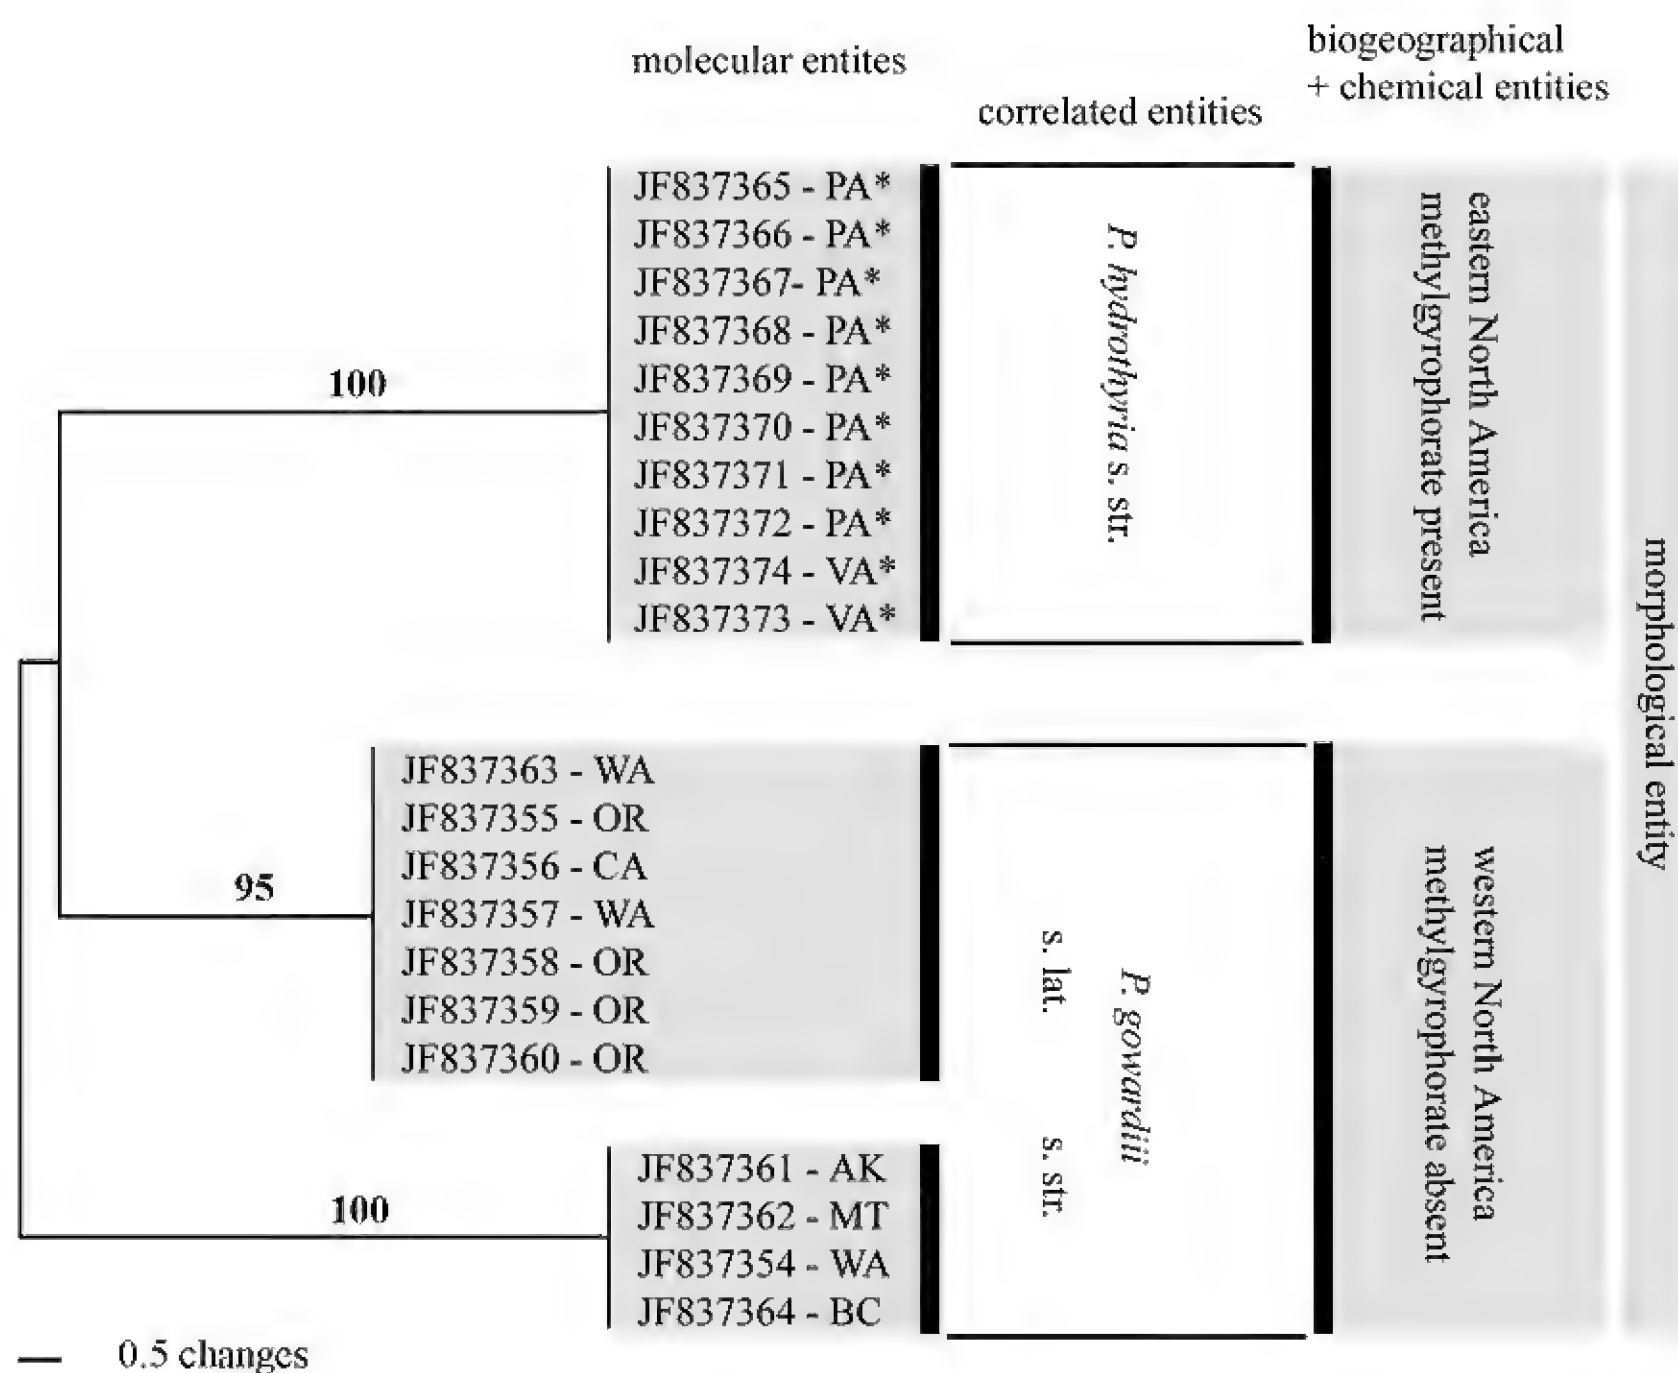 molecular entites
correlated entities
biogeographical
+ chemical entities
JF837365 - PA*
JF837366 - PA*
JF837367- PA*
JF837368 - PA*
JF837369 - PA*
JF837370 - PA*
JF837371 - PA*
JF837372 - PA*
JF837374 - VA*
JF837373 - VA*
100
P. hydrothyria s. str.
eastern North America
methylgyrophorate present
morphological entity
JF837363 - WA
JF837355 - OR
JF837356 - CA
JF837357 - WA
JF837358 - OR
JF837359 - OR
JF837360 - OR
95
P. gowardiii
s. lat.
s. str.
western North America
methylgyrophorate absent
JF837361 - AK
JF837362 - MT
JF837354 - WA
JF837364 - BC
100
0.5 changes